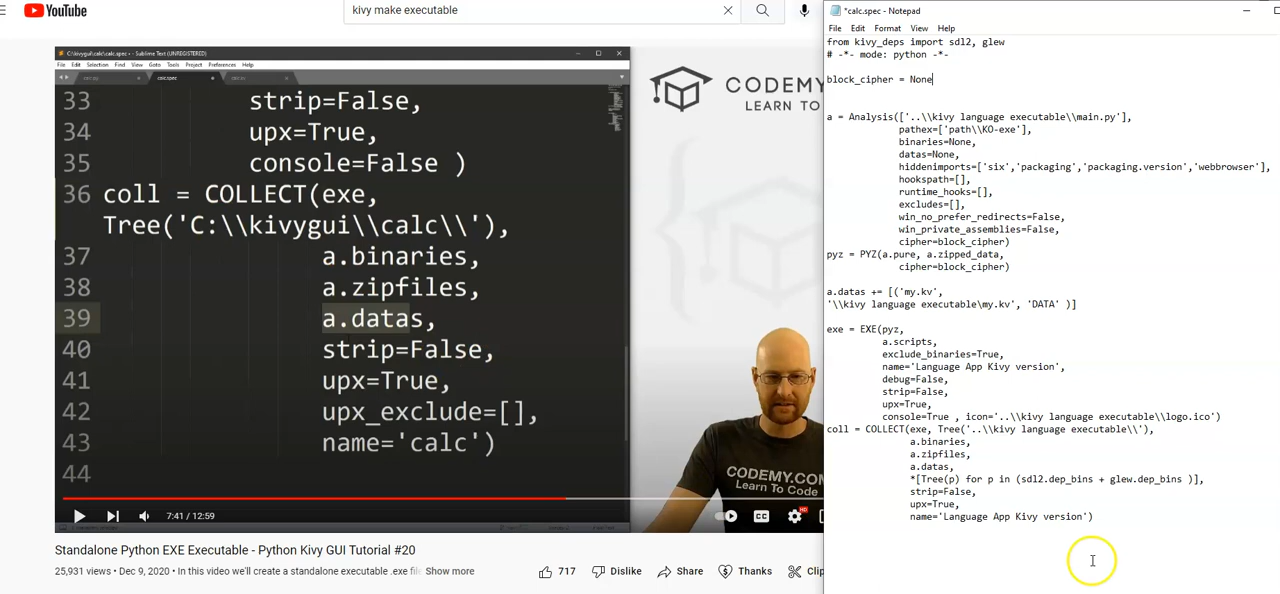 YouTube
kivy make executable
C:\kivygui\calc\calc.spec • - Sublime Text (UNREGISTERED)
File Edit Selection Find View Goto Tools Project Preferences Help
calc.spec
33 strip=False,
34 upx=True,
35 console=False )
36 coll = COLLECT(exe,
Tree('C:\\kivygui\\calc\\'),
37 a.binaries,
38 a.zipfiles,
39 a.datas,
40 strip=False,
41 upx=True,
42 upx_exclude=[],
43 name='calc')
44
CODEMY
LEARN TO
CODEMY.COM
Learn To Code
7:41 / 12:59
CC
HD
Standalone Python EXE Executable - Python Kivy GUI Tutorial #20
25,931 views • Dec 9, 2020 • In this video we'll create a standalone executable .exe file Show more
717 Dislike Share Thanks Clip
*calc.spec - Notepad
File Edit Format View Help
from kivy_deps import sdl2, glew
# -*- mode: python -*-
block_cipher = None
a = Analysis(['..\\kivy language executable\\main.py'],
pathex=['path\\KO-exe'],
binaries=None,
datas=None,
hiddenimports=['six','packaging','packaging.version','webbrowser'],
hookspath=[],
runtime_hooks=[],
excludes=[],
win_no_prefer_redirects=False,
win_private_assemblies=False,
cipher=block_cipher)
pyz = PYZ(a.pure, a.zipped_data,
cipher=block_cipher)
a.datas += [('my.kv',
'\\kivy language executable\my.kv', 'DATA' )]
exe = EXE(pyz,
a.scripts,
exclude_binaries=True,
name='Language App Kivy version',
debug=False,
strip=False,
upx=True,
console=True , icon='..\\kivy language executable\\logo.ico')
coll = COLLECT(exe, Tree('..\\kivy language executable\\'),
a.binaries,
a.zipfiles,
a.datas,
*[Tree(p) for p in (sdl2.dep_bins + glew.dep_bins )],
strip=False,
upx=True,
name='Language App Kivy version')